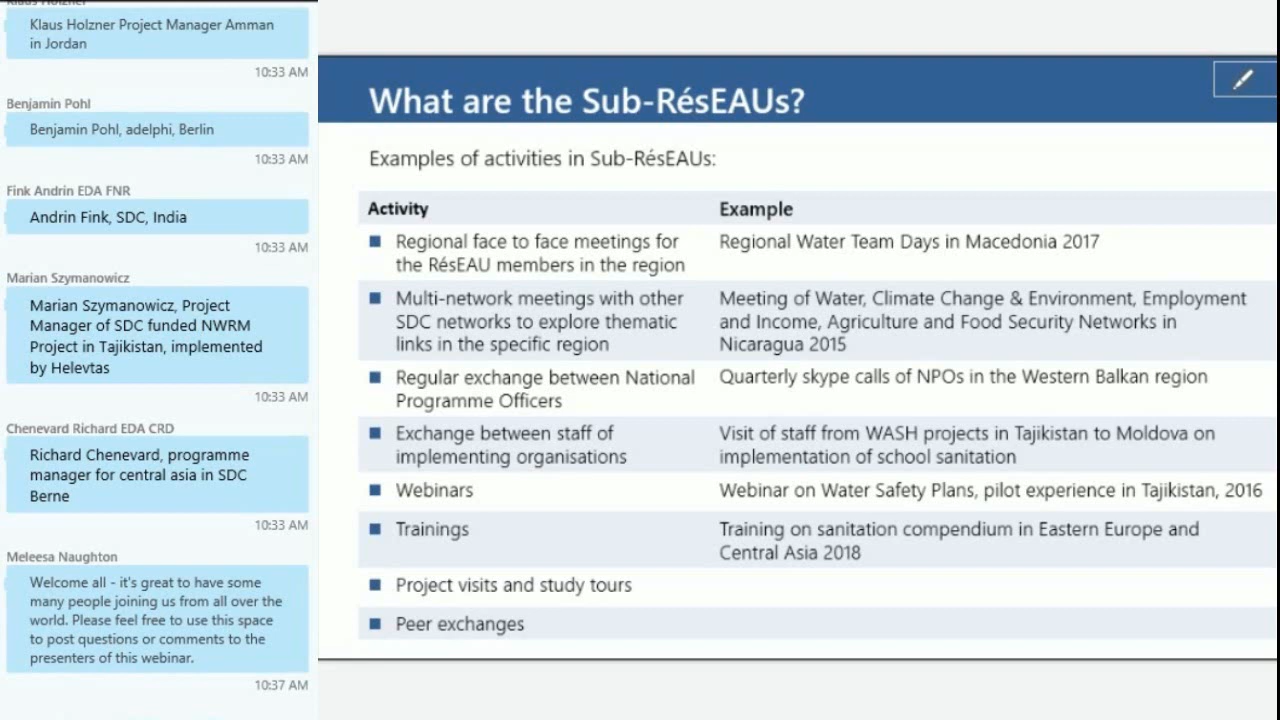 Klaus Holzner
Klaus Holzner Project Manager Amman
in Jordan
10:33 AM
Benjamin Pohl
Benjamin Pohl, adelphi, Berlin
10:33 AM
Fink Andrin EDA FNR
Andrin Fink, SDC, India
10:33 AM
Marian Szymanowicz
Marian Szymanowicz, Project
Manager of SDC funded NWRM
Project in Tajikistan, implemented
by Helevtas
10:33 AM
Chenevard Richard EDA CRD
Richard Chenevard, programme
manager for central asia in SDC
Berne
10:33 AM
Meleesa Naughton
Welcome all - it's great to have some
many people joining us from all over the
world. Please feel free to use this space
to post questions or comments to the
presenters of this webinar.
10:37 AM
What are the Sub-RésEAUs?
Examples of activities in Sub-RésEAUs:
Activity Example
Regional face to face meetings for Regional Water Team Days in Macedonia 2017
the RésEAU members in the region
Multi-network meetings with other Meeting of Water, Climate Change & Environment, Employment
SDC networks to explore thematic and Income, Agriculture and Food Security Networks in
links in the specific region Nicaragua 2015
Regular exchange between National Quarterly skype calls of NPOs in the Western Balkan region
Programme Officers
Exchange between staff of Visit of staff from WASH projects in Tajikistan to Moldova on
implementing organisations implementation of school sanitation
Webinars Webinar on Water Safety Plans, pilot experience in Tajikistan, 2016
Trainings Training on sanitation compendium in Eastern Europe and
Central Asia 2018
Project visits and study tours
Peer exchanges